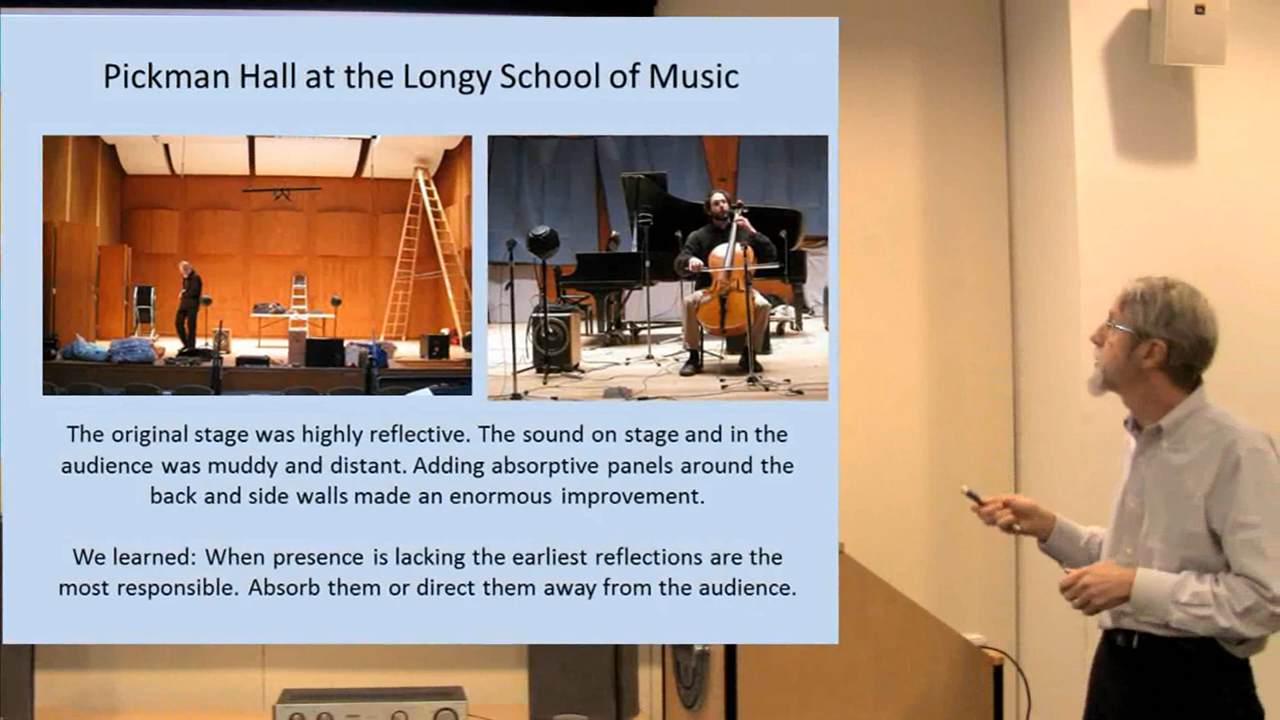 Pickman Hall at the Longy School of Music
The original stage was highly reflective. The sound on stage and in the
audience was muddy and distant. Adding absorptive panels around the
back and side walls made an enormous improvement.
We learned: When presence is lacking the earliest reflections are the
most responsible. Absorb them or direct them away from the audience.